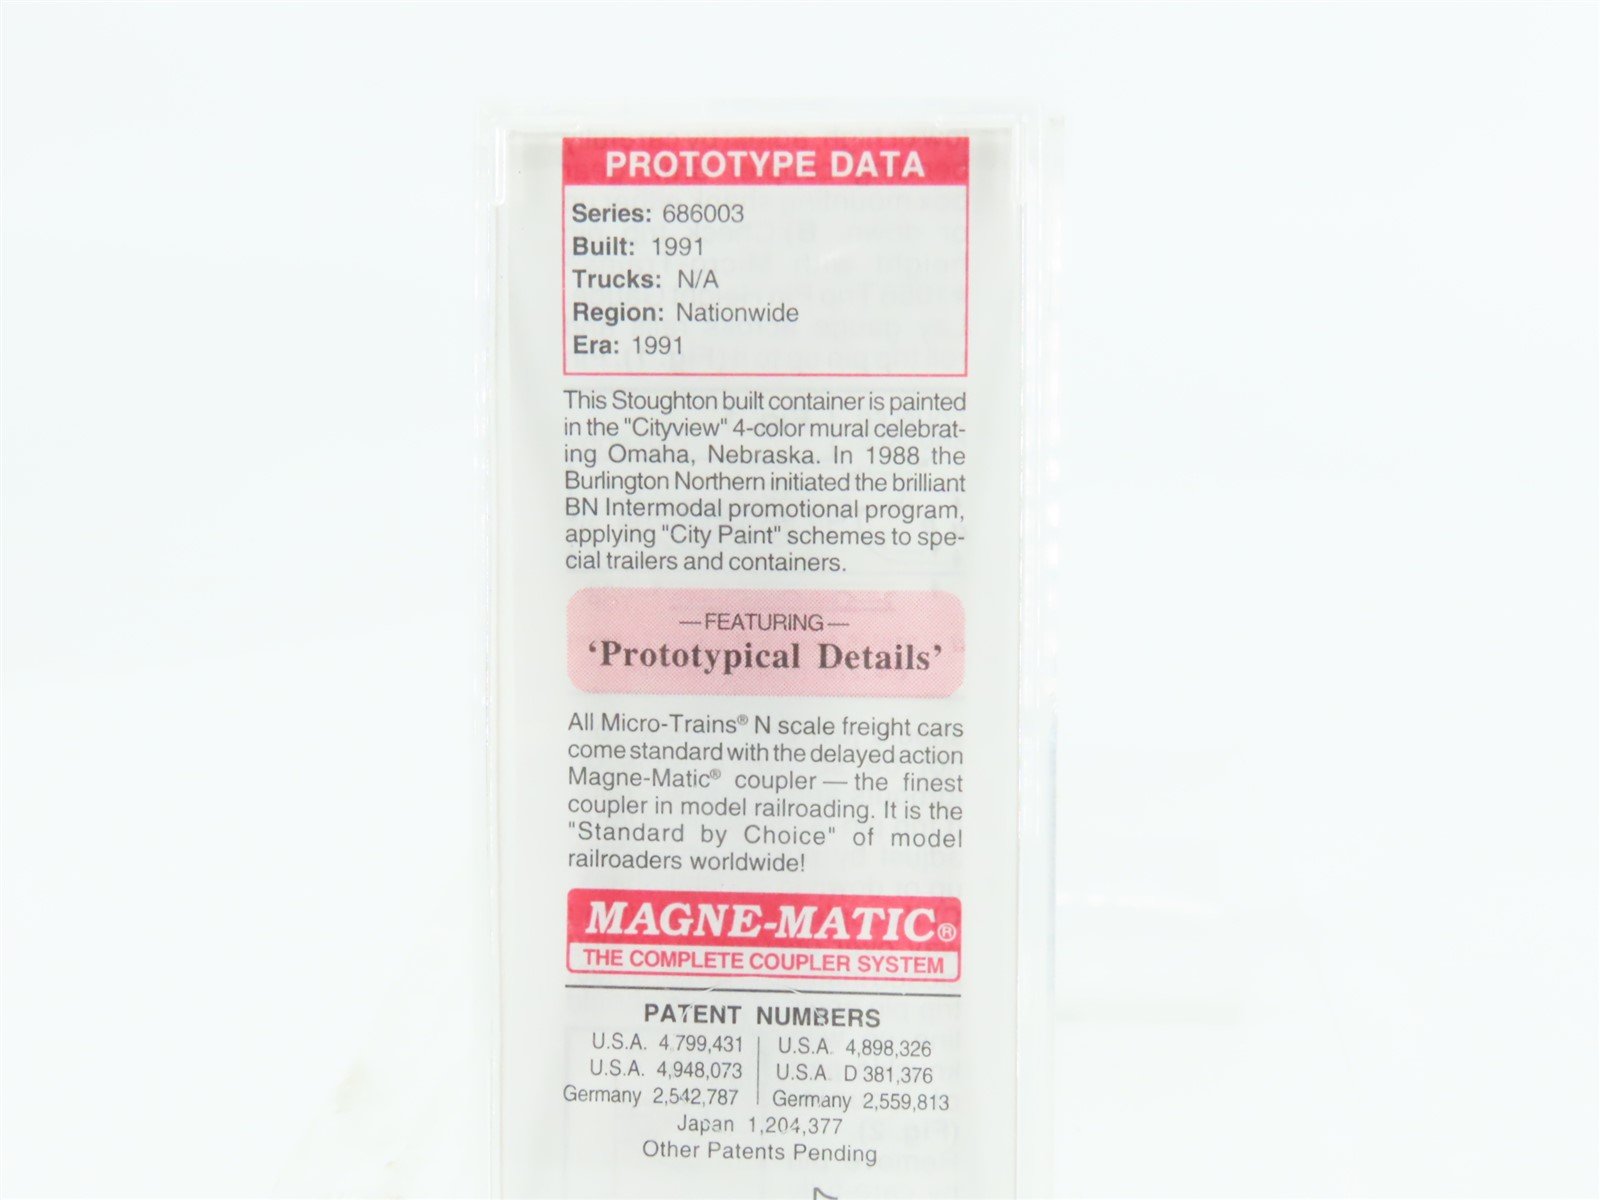 PROTOTYPE DATA
Series: 686003
Built: 1991
Trucks: N/A
Region: Nationwide
Era: 1991
This Stoughton built container is painted
in the "Cityview" 4-color mural celebrat-
ing Omaha, Nebraska. In 1988 the
Burlington Northern initiated the brilliant
BN Intermodal promotional program,
applying "City Paint" schemes to spe-
cial trailers and containers.
—FEATURING—
‘Prototypical Details’
All Micro-Trains® N scale freight cars
come standard with the delayed action
Magne-Matic® coupler — the finest
coupler in model railroading. It is the
"Standard by Choice" of model
railroaders worldwide!
MAGNE-MATIC®
THE COMPLETE COUPLER SYSTEM
PATENT NUMBERS
U.S.A. 4 799,431 | U.S.A. 4,898,326
U.S.A. 4,948,073 | U.S.A. D 381,376
Germany 2,542,787 | Germany 2,559,813
Japan 1,204,377
Other Patents Pending
7